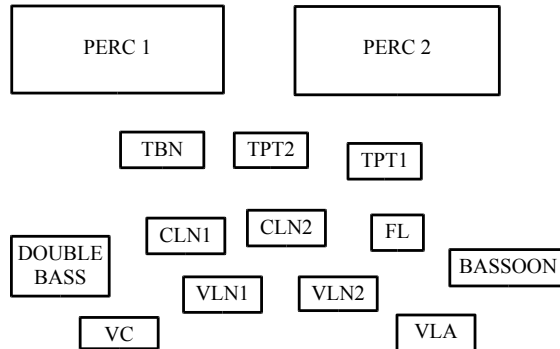 PERC 1
PERC 2
TBN
TPT2
TPT1
CLN1
CLN2
FL
DOUBLE
BASS
BASSOON
VLN1
VLN2
VC
VLA